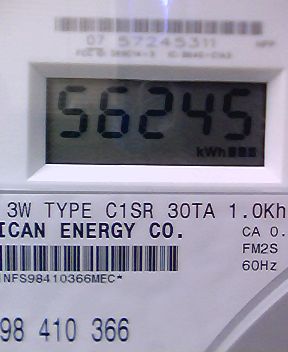 07 57245311
56245
kWh
3W TYPE C1SR 30TA 1.0Kh
ICAN ENERGY CO. CA 0.
FM2S
60Hz
INFS98410366MEC*
98 410 366